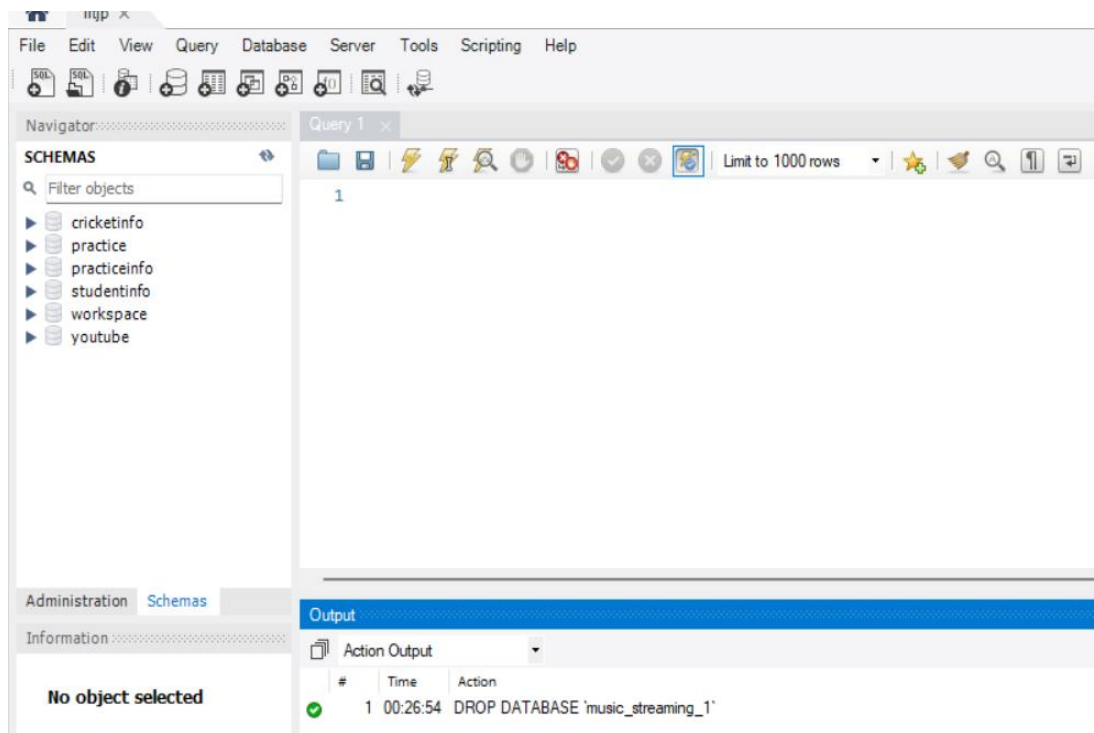 File Edit View Query Database Server Tools Scripting Help
Navigator
SCHEMAS
Filter objects
cricketinfo
practice
practiceinfo
studentinfo
workspace
youtube
Administration Schemas
Information
No object selected
Query 1
Limit to 1000 rows
1
Output
Action Output
# Time Action
1 00:26:54 DROP DATABASE `music_streaming_1`